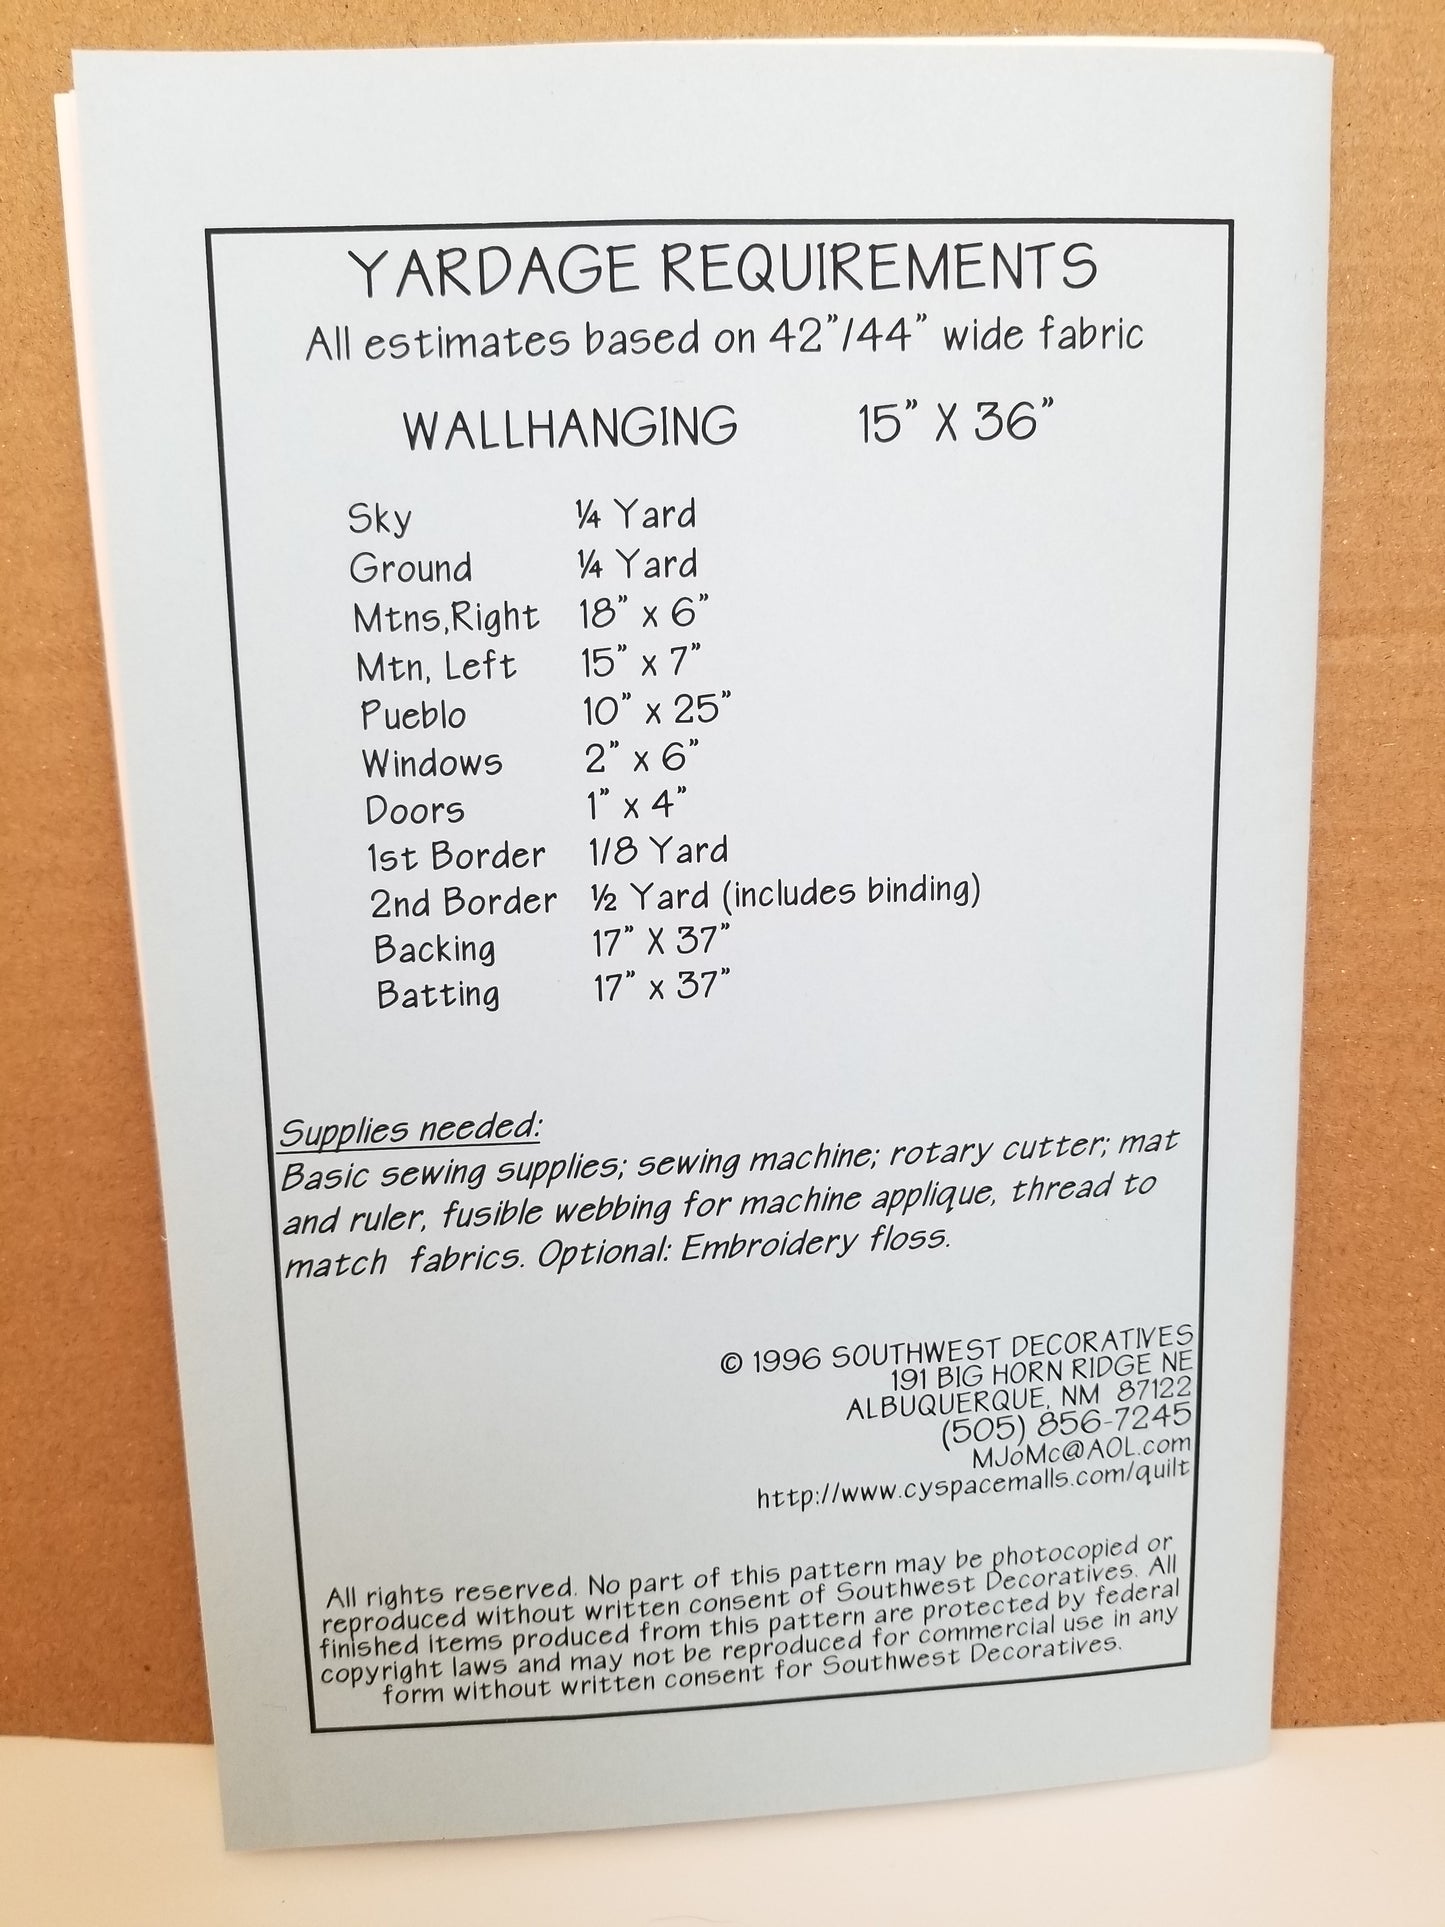 YARDAGE REQUIREMENTS
All estimates based on 42”/44” wide fabric
WALLHANGING 15” X 36”
Sky ¼ Yard
Ground ¼ Yard
Mtns,Right 18” x 6”
Mtn, Left 15” x 7”
Pueblo 10” x 25”
Windows 2” x 6”
Doors 1” x 4”
1st Border 1/8 Yard
2nd Border ½ Yard (includes binding)
Backing 17” X 37”
Batting 17” x 37”
Supplies needed:
Basic sewing supplies; sewing machine; rotary cutter; mat
and ruler, fusible webbing for machine applique, thread to
match fabrics. Optional: Embroidery floss.
© 1996 SOUTHWEST DECORATIVES
191 BIG HORN RIDGE NE
ALBUQUERQUE, NM 87122
(505) 856-7245
MJoMc@AOL.com
http://www.cyspacemalls.com/quilt
All rights reserved. No part of this pattern may be photocopied or
reproduced without written consent of Southwest Decoratives. All
finished items produced from this pattern are protected by federal
copyright laws and may not be reproduced for commercial use in any
form without written consent for Southwest Decoratives.